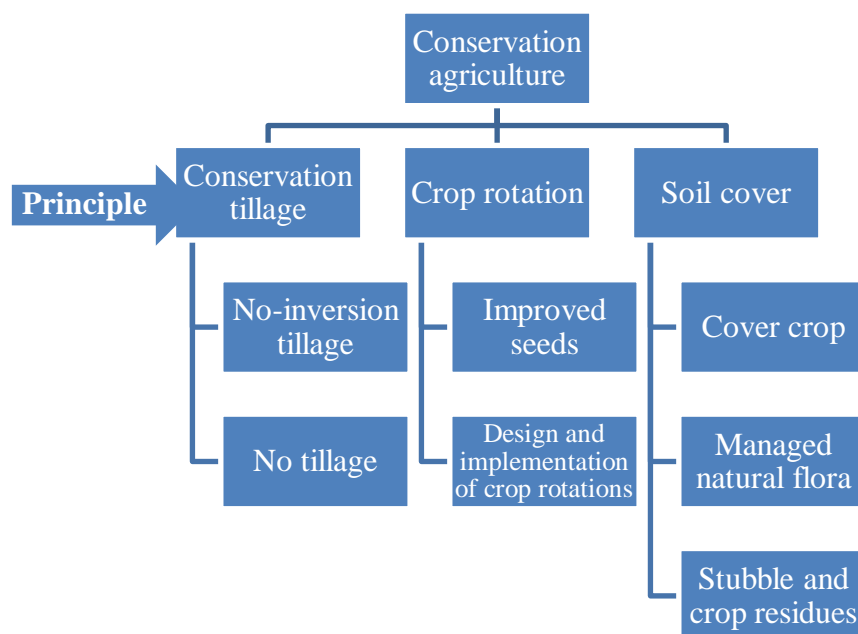 Conservation
agriculture
Principle
Conservation
tillage
Crop rotation
Soil cover
No-inversion
tillage
Improved
seeds
Cover crop
No tillage
Design and
implementation
of crop rotations
Managed
natural flora
Stubble and
crop residues